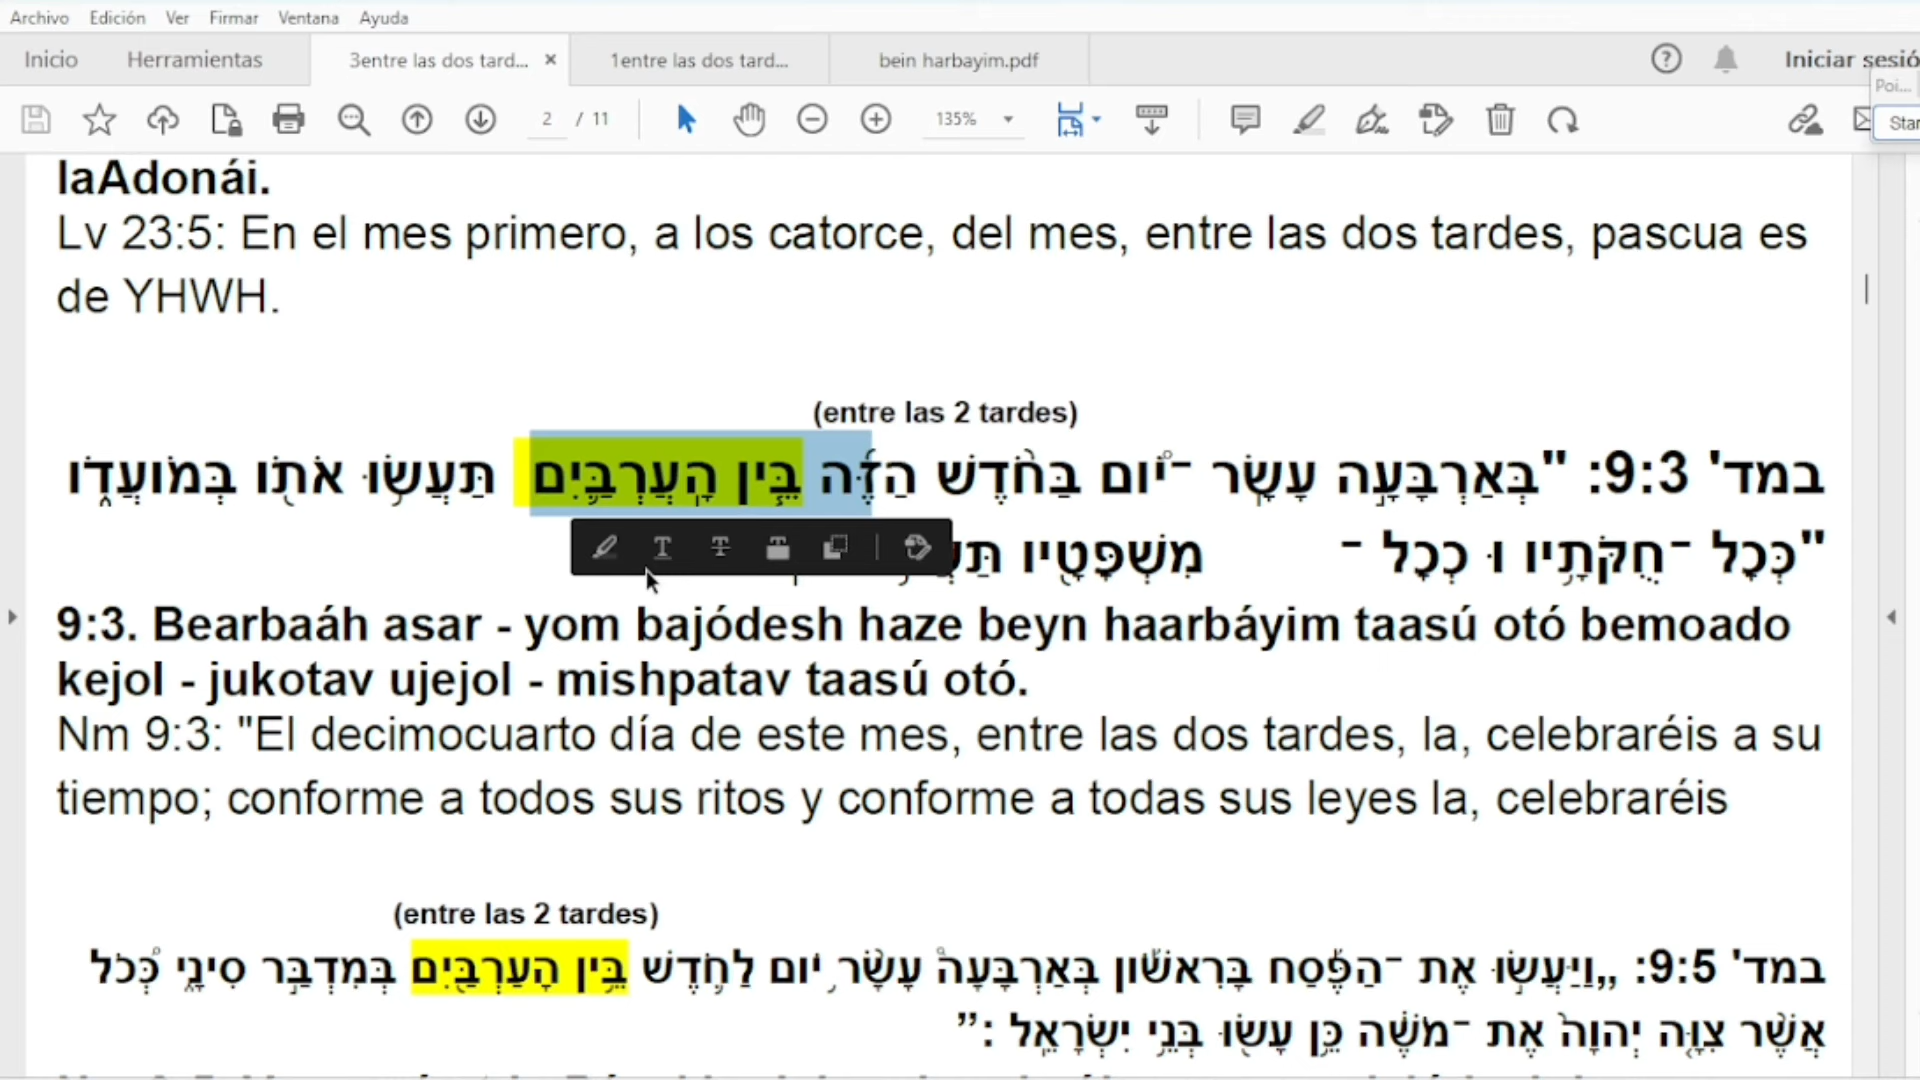 Archivo Edición Ver Firmar Ventana Ayuda
Inicio Herramientas 3entre las dos tard... × 1entre las dos tard... bein harbayim.pdf Iniciar sesió
Poi...
2 / 11 135% Star
laAdonái.
Lv 23:5: En el mes primero, a los catorce, del mes, entre las dos tardes, pascua es
de YHWH.
(entre las 2 tardes)
במד' 9:3: "בְּאַרְבָּעָ֣ה עָשָֽׂר ־י֠וֹם בַּחֹ֨דֶשׁ הַזֶּ֜ה בֵּ֧ין הָֽעַרְבַּ֛יִם תַּעֲשׂ֥וּ אֹת֖וֹ בְּמוֹעֲד֑וֹ
"כְּכָל ־חֻקֹּתָ֥יו וּ כְכָל ־ מִשְׁפָּטָ֖יו
9:3. Bearbaáh asar - yom bajódesh haze beyn haarbáyim taasú otó bemoado
kejol - jukotav ujejol - mishpatav taasú otó.
Nm 9:3: "El decimocuarto día de este mes, entre las dos tardes, la, celebraréis a su
tiempo; conforme a todos sus ritos y conforme a todas sus leyes la, celebraréis
(entre las 2 tardes)
במד' 9:5: „וַיַּעֲשׂ֣וּ אֶת ־הַפֶּ֡סַח בָּרִאשׁ֡וֹן בְּאַרְבָּעָה֩ עָשָׂ֨ר י֥וֹם לַחֹ֛דֶשׁ בֵּ֥ין הָעַרְבַּ֖יִם בְּמִדְבַּ֣ר סִינָ֑י כְּ֠כֹל
אֲשֶׁ֨ר צִוָּ֤ה יְהוָה֙ אֶת ־מֹשֶׁ֔ה כֵּ֥ן עָשׂ֖וּ בְּנֵ֥י יִשְׂרָאֵֽל :”